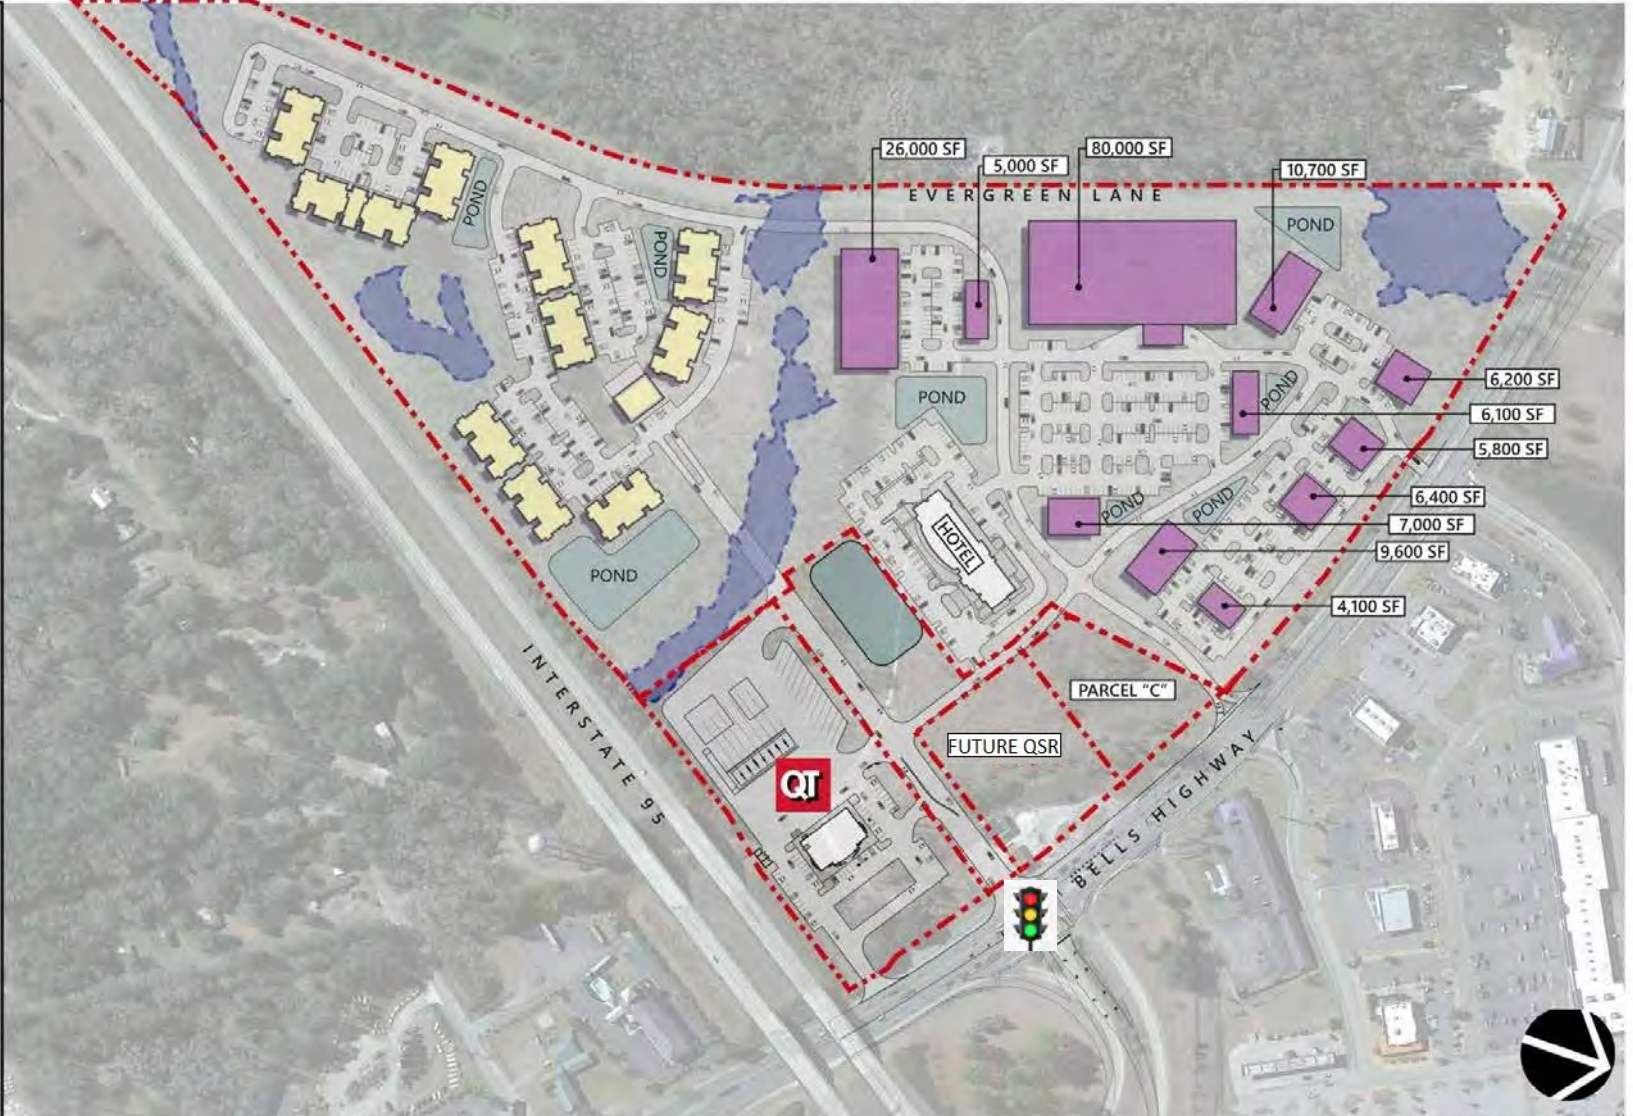 26,000 SF
5,000 SF
80,000 SF
10,700 SF
EVERGREEN LANE
POND
POND
POND
POND
6,200 SF
6,100 SF
POND
5,800 SF
6,400 SF
POND
POND
7,000 SF
9,600 SF
HOTEL
4,100 SF
POND
INTERSTATE 95
PARCEL "C"
FUTURE QSR
QT
BELLS HIGHWAY